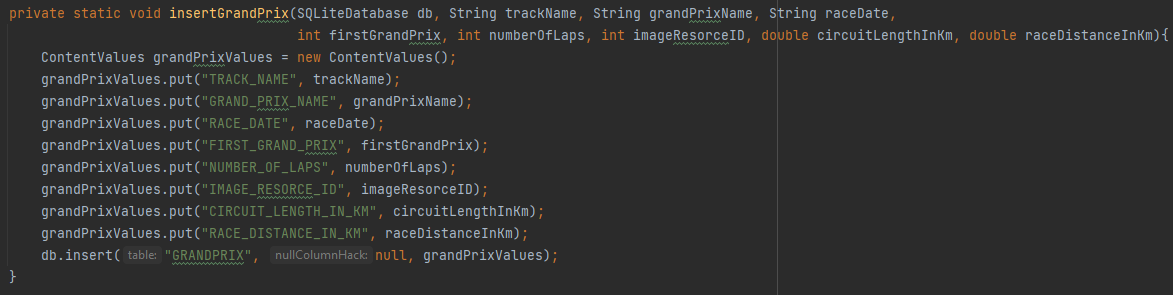 private static void insertGrandPrix(SQLiteDatabase db, String trackName, String grandPrixName, String raceDate,
int firstGrandPrix, int numberOfLaps, int imageResorceID, double circuitLengthInKm, double raceDistanceInKm){
ContentValues grandPrixValues = new ContentValues();
grandPrixValues.put("TRACK_NAME", trackName);
grandPrixValues.put("GRAND_PRIX_NAME", grandPrixName);
grandPrixValues.put("RACE_DATE", raceDate);
grandPrixValues.put("FIRST_GRAND_PRIX", firstGrandPrix);
grandPrixValues.put("NUMBER_OF_LAPS", numberOfLaps);
grandPrixValues.put("IMAGE_RESORCE_ID", imageResorceID);
grandPrixValues.put("CIRCUIT_LENGTH_IN_KM", circuitLengthInKm);
grandPrixValues.put("RACE_DISTANCE_IN_KM", raceDistanceInKm);
db.insert( table: "GRANDPRIX", nullColumnHack: null, grandPrixValues);
}